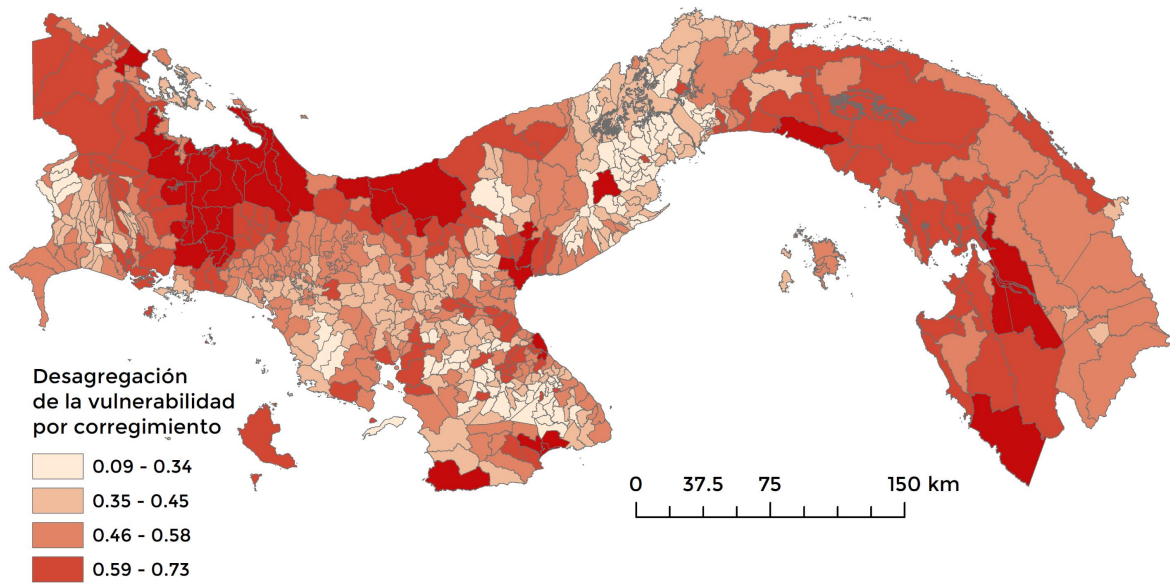 Desagregación
de la vulnerabilidad
por corregimiento
0.09 - 0.34
0.35 - 0.45
0.46 - 0.58
0.59 - 0.73
0 37.5 75 150 km